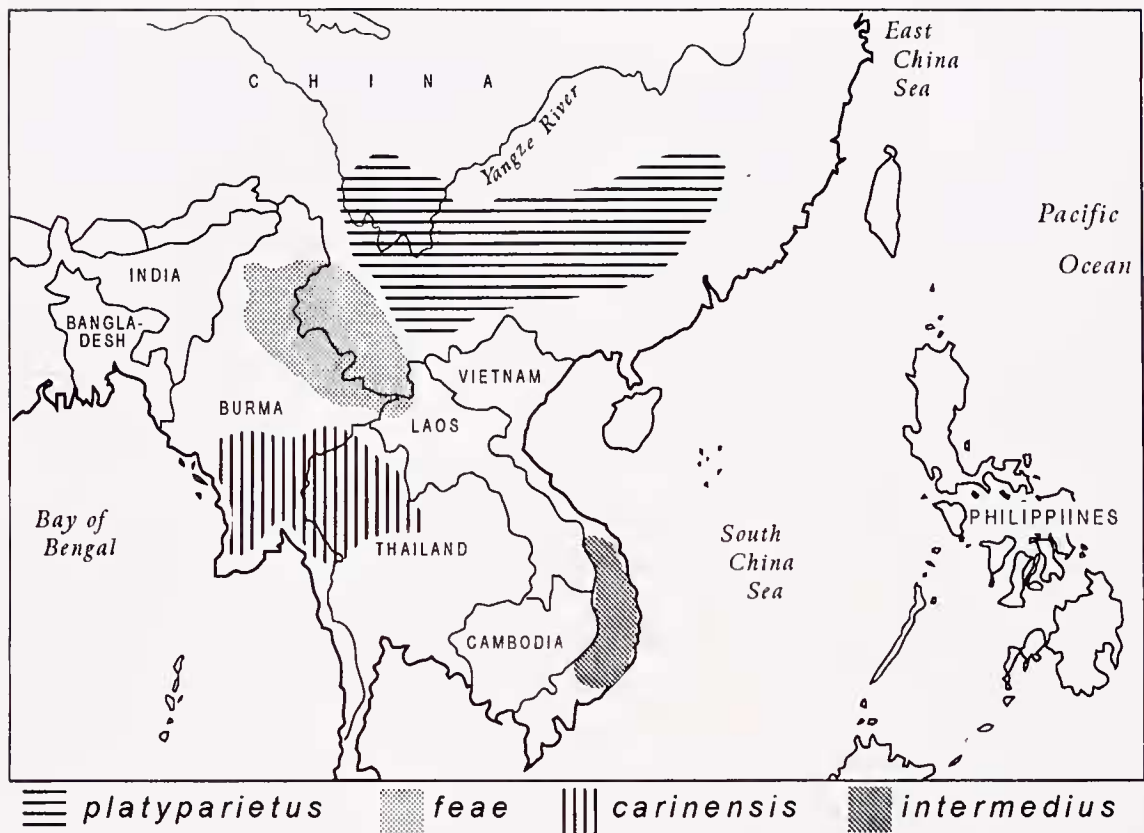 East
China
Sea
C H I N A
Yangze River
Pacific
Ocean
INDIA
BANGLA-
DESH
VIETNAM
BURMA
LAOS
Bay of
Bengal
THAILAND
South
China
Sea
PHILIPPIINES
CAMBODIA
platyparietus feae carinensis intermedius